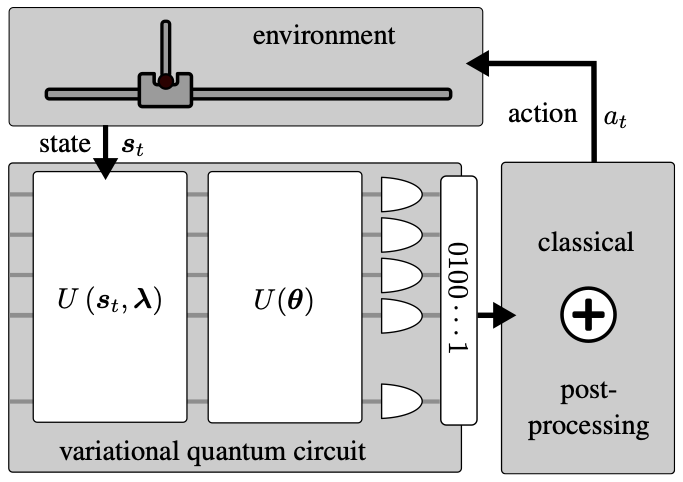 environment
state s_t
action a_t
U (s_t, λ)
U(θ)
0100···1
classical
+
post-
processing
variational quantum circuit